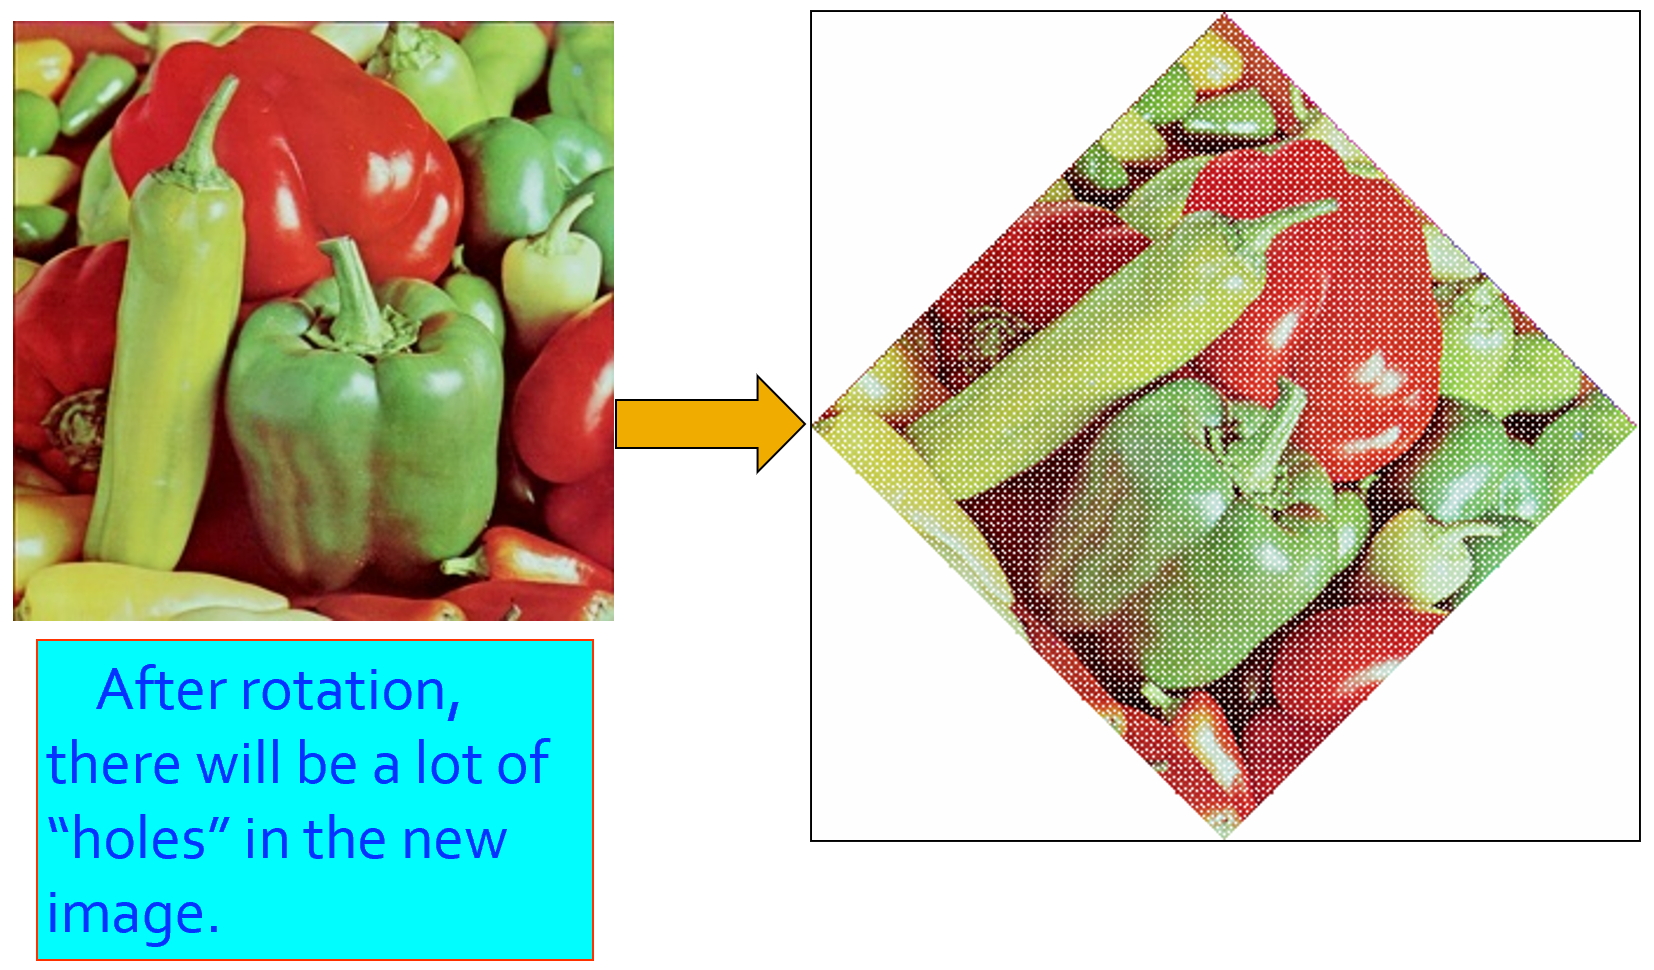 After rotation,
there will be a lot of
“holes” in the new
image.